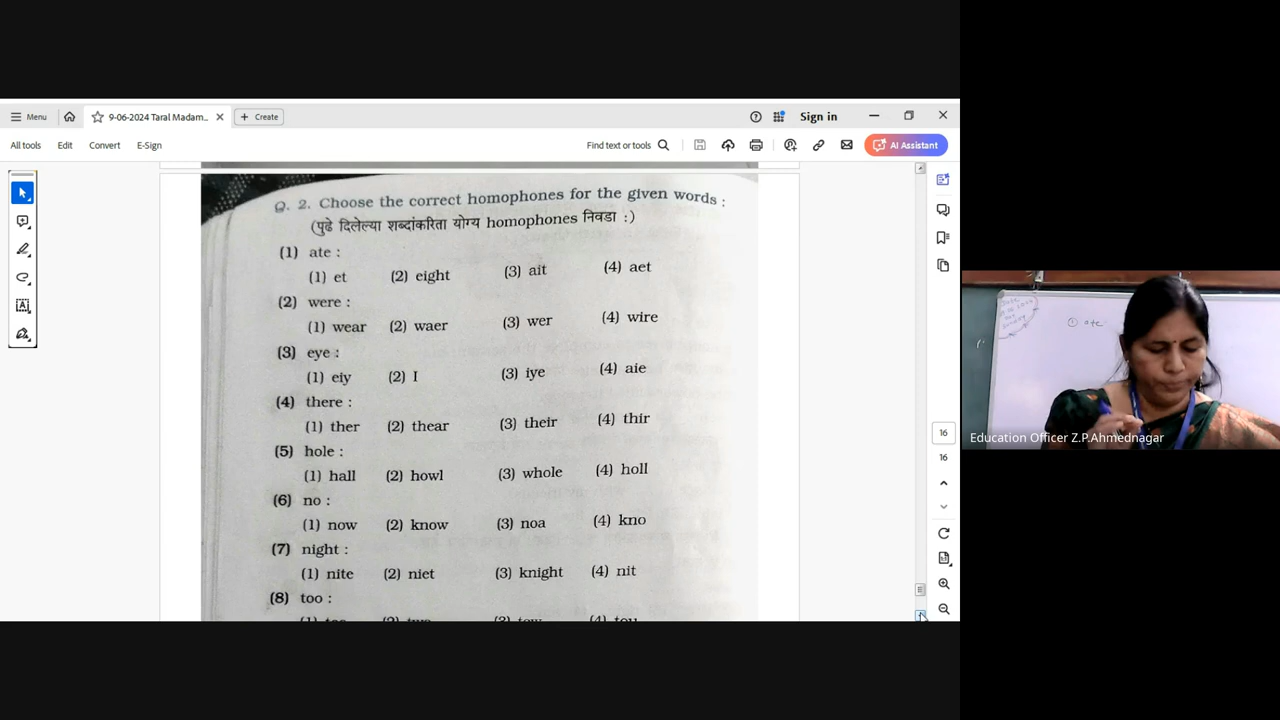 Menu
9-06-2024 Taral Madam...
Create
Sign in
All tools Edit Convert E-Sign
Find text or tools
AI Assistant
Q. 2. Choose the correct homophones for the given words :
(पुढे दिलेल्या शब्दांकरिता योग्य homophones निवडा :)
(1) ate :
(1) et (2) eight (3) ait (4) aet
(2) were :
(1) wear (2) waer (3) wer (4) wire
(3) eye :
(1) eiy (2) I (3) iye (4) aie
(4) there :
(1) ther (2) thear (3) their (4) thir
(5) hole :
(1) hall (2) howl (3) whole (4) holl
(6) no :
(1) now (2) know (3) noa (4) kno
(7) night :
(1) nite (2) niet (3) knight (4) nit
(8) too :
16
16
① ate
Education Officer Z.P.Ahmednagar